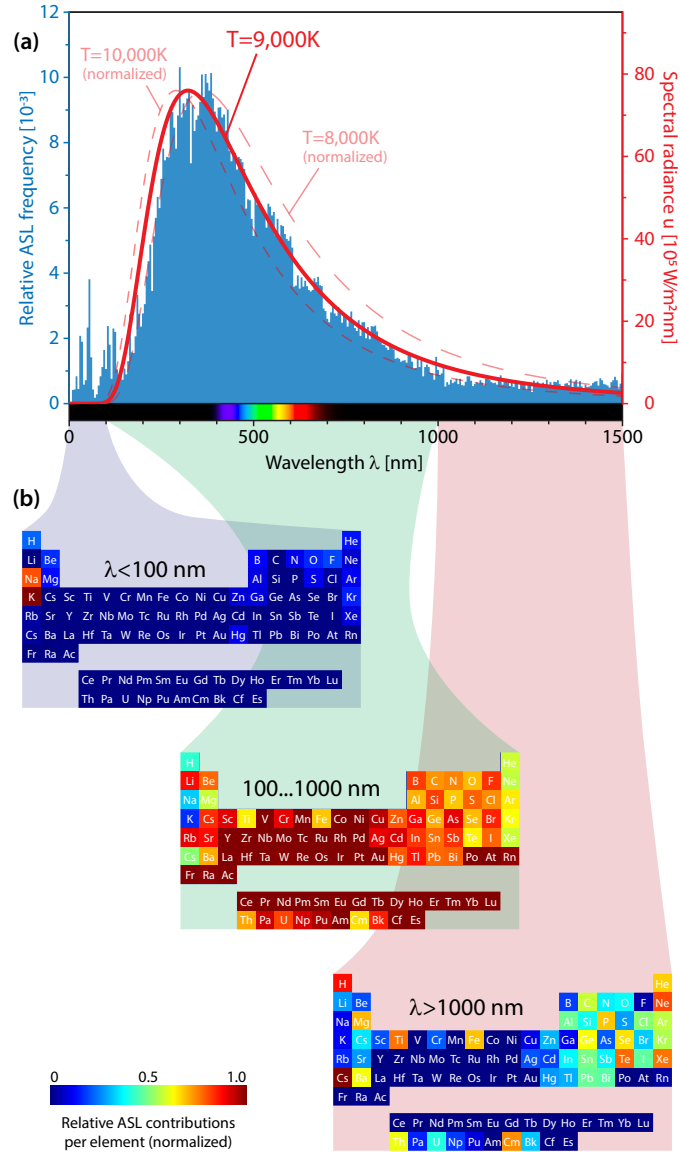 (a)
12
10
8
6
4
2
0
Relative ASL frequency [10⁻³]
T=10,000K
(normalized)
T=9,000K
T=8,000K
(normalized)
80
60
40
20
0
Spectral radiance u [10⁵W/m²nm]
0 500 1000 1500
Wavelength λ [nm]
(b)
λ<100 nm
H He
Li Be B C N O F Ne
Na Mg Al Si P S Cl Ar
K Cs Sc Ti V Cr Mn Fe Co Ni Cu Zn Ga Ge As Se Br Kr
Rb Sr Y Zr Nb Mo Tc Ru Rh Pd Ag Cd In Sn Sb Te I Xe
Cs Ba La Hf Ta W Re Os Ir Pt Au Hg Tl Pb Bi Po At Rn
Fr Ra Ac
Ce Pr Nd Pm Sm Eu Gd Tb Dy Ho Er Tm Yb Lu
Th Pa U Np Pu Am Cm Bk Cf Es
100...1000 nm
H He
Li Be B C N O F Ne
Na Mg Al Si P S Cl Ar
K Cs Sc Ti V Cr Mn Fe Co Ni Cu Zn Ga Ge As Se Br Kr
Rb Sr Y Zr Nb Mo Tc Ru Rh Pd Ag Cd In Sn Sb Te I Xe
Cs Ba La Hf Ta W Re Os Ir Pt Au Hg Tl Pb Bi Po At Rn
Fr Ra Ac
Ce Pr Nd Pm Sm Eu Gd Tb Dy Ho Er Tm Yb Lu
Th Pa U Np Pu Am Cm Bk Cf Es
λ>1000 nm
H He
Li Be B C N O F Ne
Na Mg Al Si P S Cl Ar
K Cs Sc Ti V Cr Mn Fe Co Ni Cu Zn Ga Ge As Se Br Kr
Rb Sr Y Zr Nb Mo Tc Ru Rh Pd Ag Cd In Sn Sb Te I Xe
Cs Ba La Hf Ta W Re Os Ir Pt Au Hg Tl Pb Bi Po At Rn
Fr Ra Ac
Ce Pr Nd Pm Sm Eu Gd Tb Dy Ho Er Tm Yb Lu
Th Pa U Np Pu Am Cm Bk Cf Es
0 0.5 1.0
Relative ASL contributions
per element (normalized)